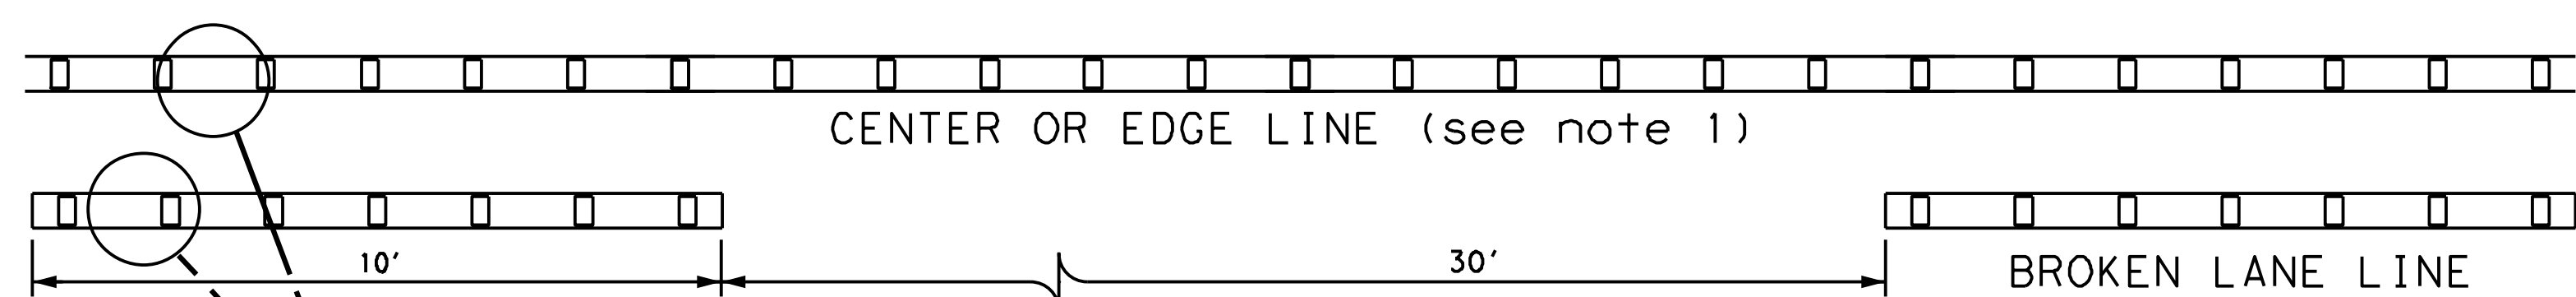 CENTER OR EDGE LINE (see note 1)
10'
30'
BROKEN LANE LINE